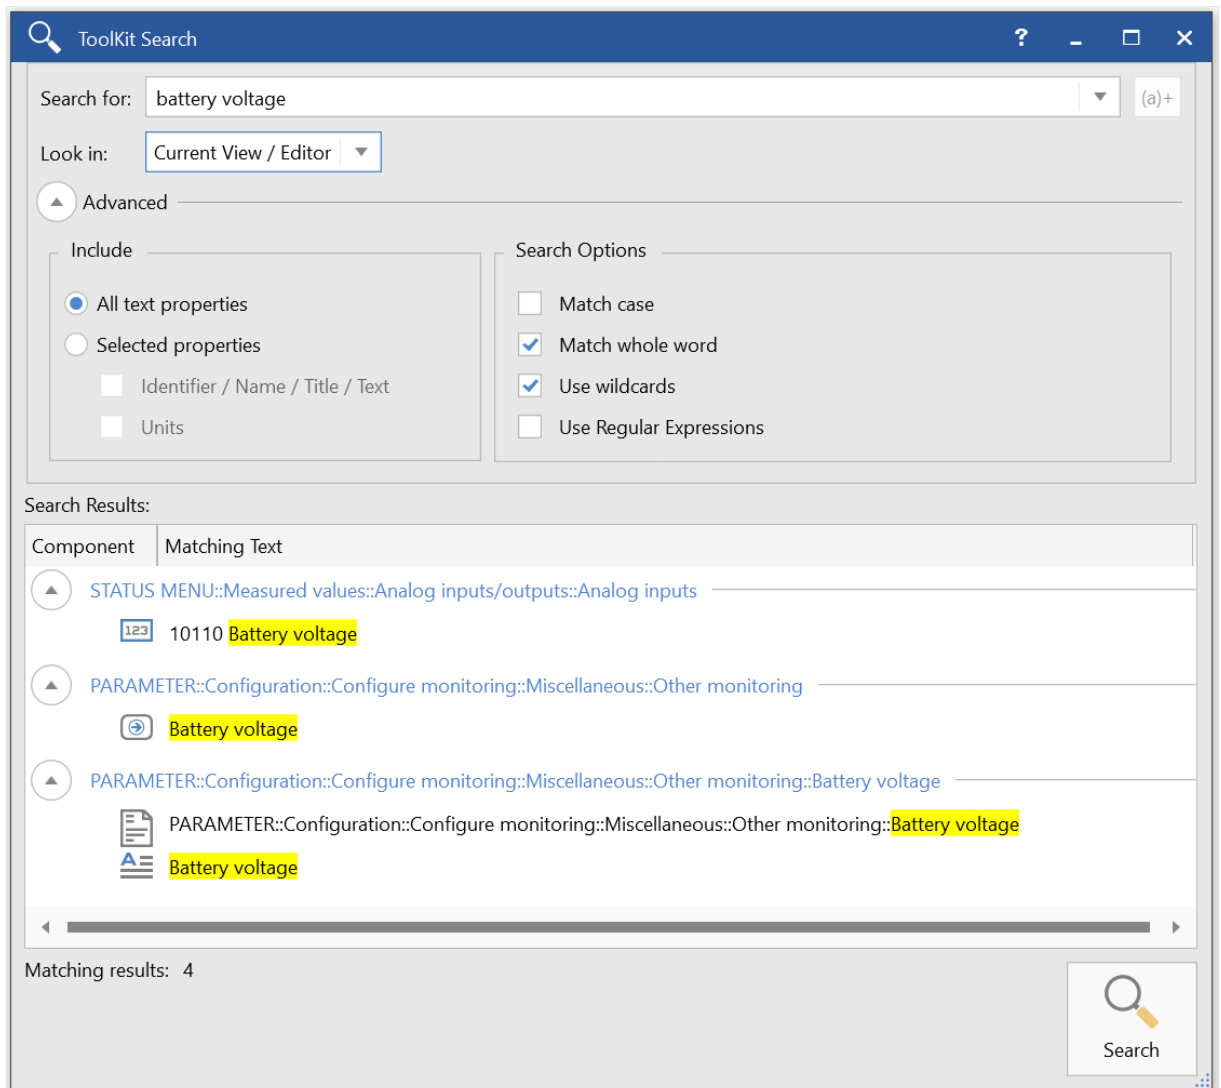 ToolKit Search ?
Search for: battery voltage (a)+
Look in: Current View / Editor
Advanced
Include
All text properties
Selected properties
Identifier / Name / Title / Text
Units
Search Options
Match case
Match whole word
Use wildcards
Use Regular Expressions
Search Results:
Component Matching Text
STATUS MENU::Measured values::Analog inputs/outputs::Analog inputs
123 10110 Battery voltage
PARAMETER::Configuration::Configure monitoring::Miscellaneous::Other monitoring
Battery voltage
PARAMETER::Configuration::Configure monitoring::Miscellaneous::Other monitoring::Battery voltage
PARAMETER::Configuration::Configure monitoring::Miscellaneous::Other monitoring::Battery voltage
A Battery voltage
Matching results: 4
Search